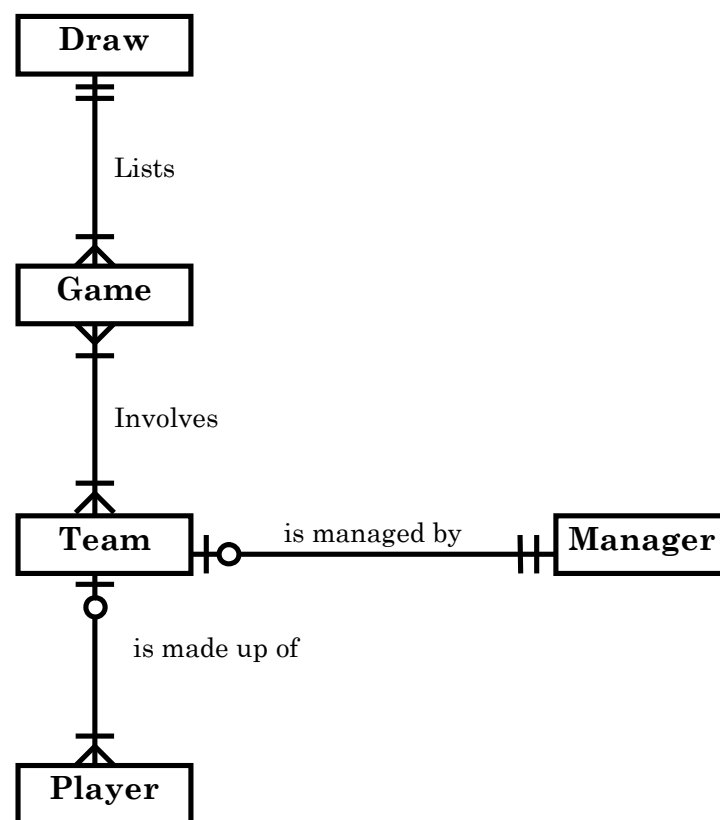 Draw
Lists
Game
Involves
Team
is managed by
Manager
is made up of
Player